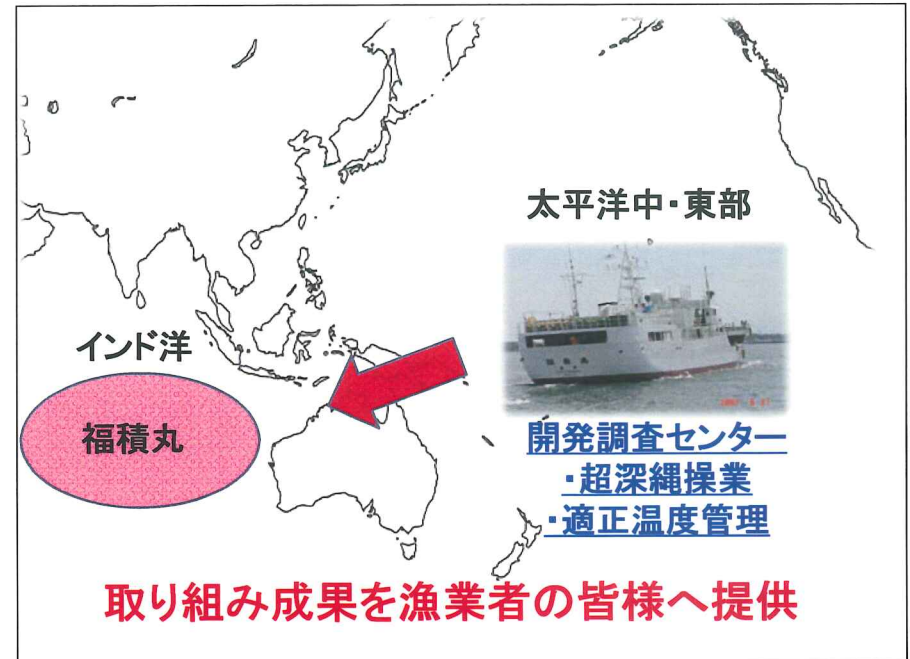 太平洋中・東部
インド洋
福積丸
開発調査センター
・超深縄操業
・適正温度管理
取り組み成果を漁業者の皆様へ提供